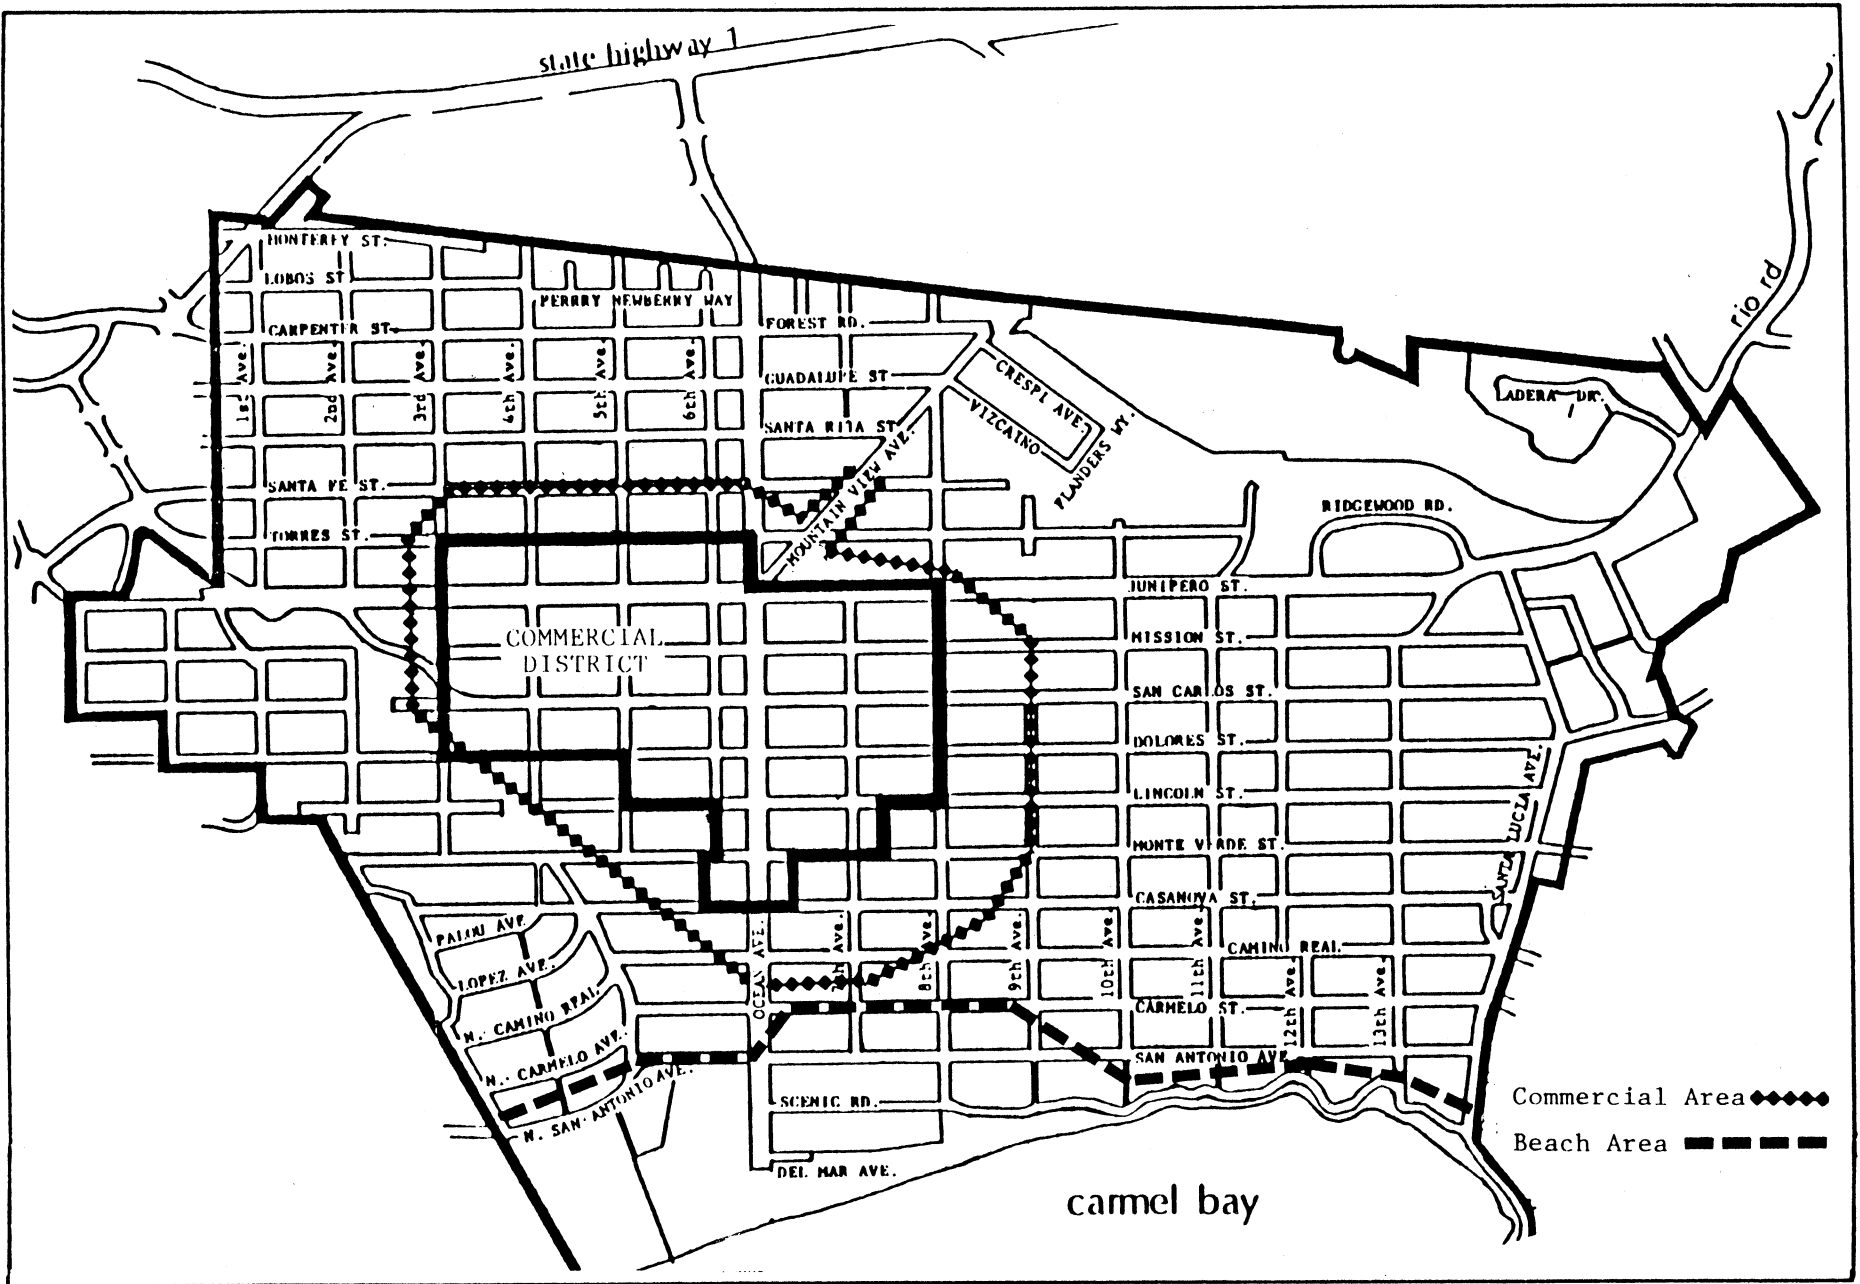 state highway 1
rio rd
MONTEREY ST.
LOBOS ST.
PERRRY NEWBERRY WAY
CARPENTER ST.
FOREST RD.
1st Ave.
2nd Ave.
3rd Ave.
4th Ave.
5th Ave.
6th Ave.
GUADALUPE ST
CRESPI AVE.
VIZCAINO
FLANDERS WY.
LADERA DR.
SANTA RITA ST.
MOUNTAIN VIEW AVE.
SANTA FE ST.
RIDGEWOOD RD.
TORRES ST.
JUNIPERO ST.
COMMERCIAL
DISTRICT
MISSION ST.
SAN CARLOS ST.
DOLORES ST.
LINCOLN ST.
SANTA LUCIA AVE.
MONTE VERDE ST.
CASANOVA ST.
PALOU AVE
OCEAN AVE.
7th Ave.
8th Ave.
9th Ave.
10th Ave.
11th Ave.
CAMINO REAL
12th Ave.
13th Ave.
LOPEZ AVE.
N. CAMINO REAL
CARMELO ST.
N. CARMELO AVE.
SAN ANTONIO AVE
N. SAN ANTONIO AVE.
SCENIC RD.
DEL MAR AVE.
Commercial Area
Beach Area
carmel bay